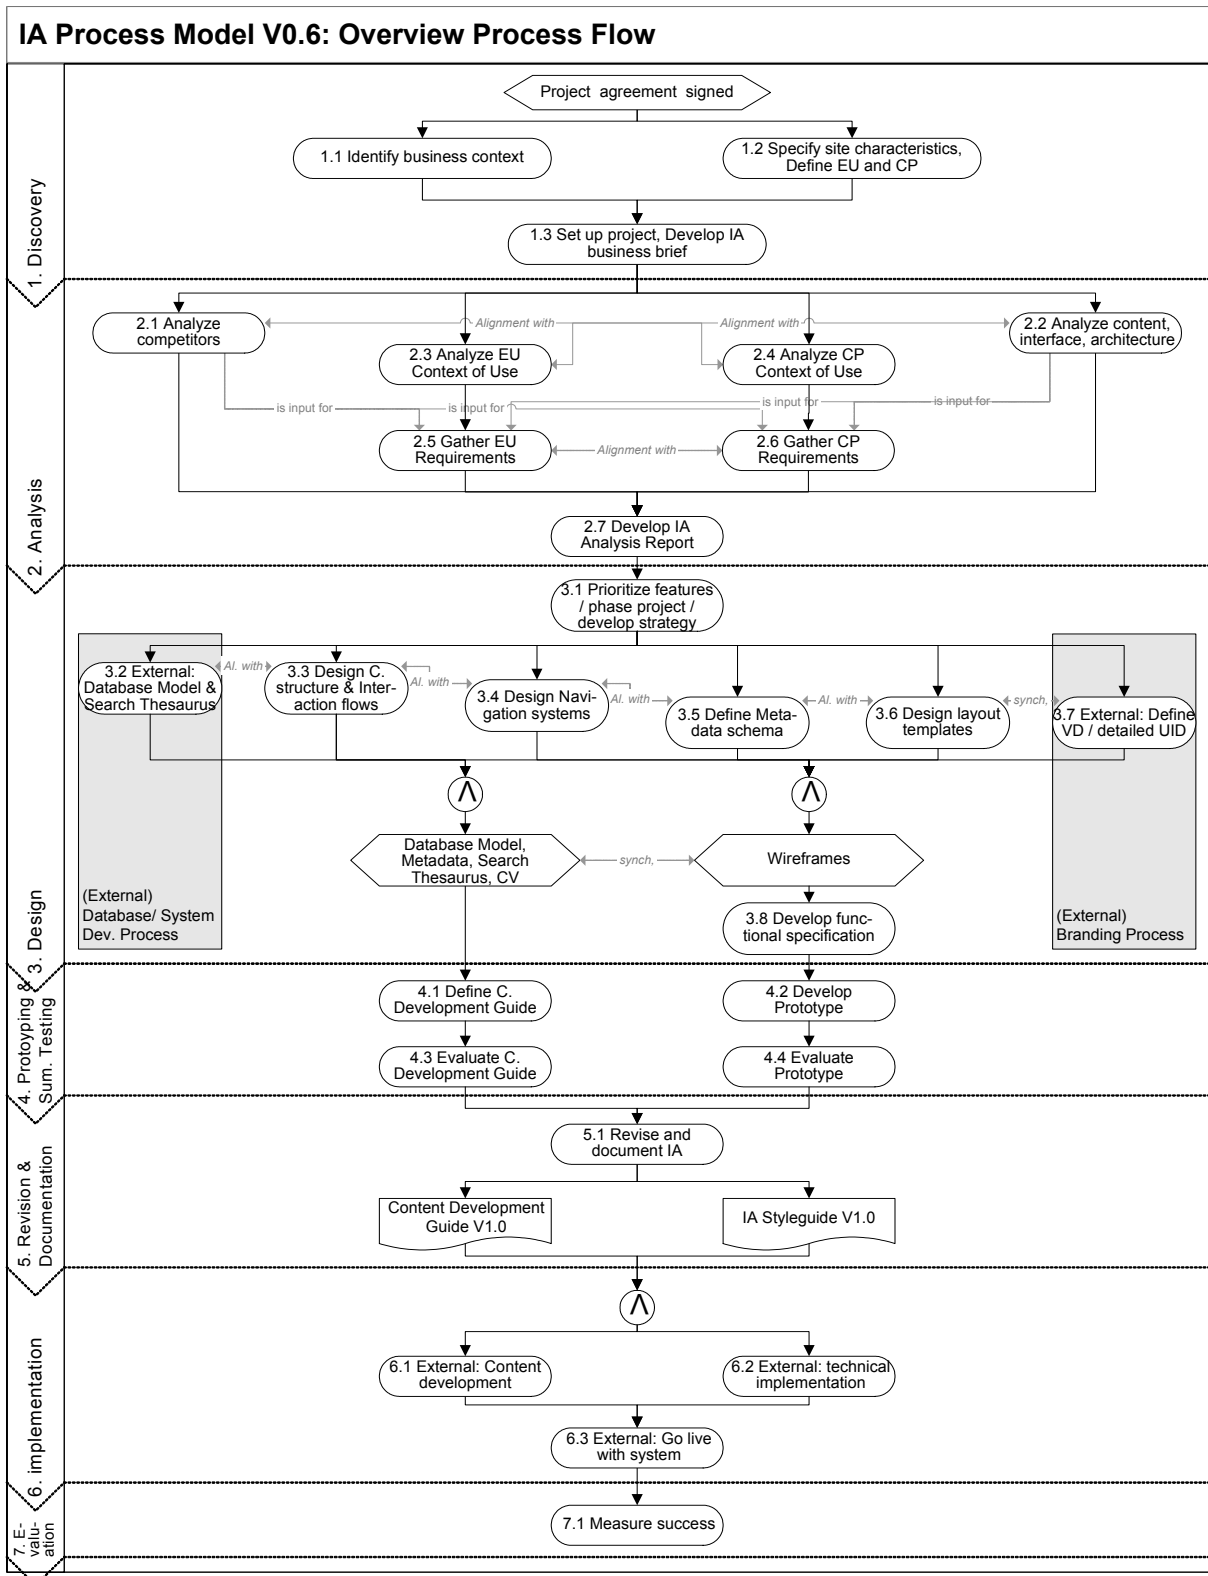 IA Process Model V0.6: Overview Process Flow
1. Discovery
Project agreement signed
1.1 Identify business context
1.2 Specify site characteristics,
Define EU and CP
1.3 Set up project, Develop IA
business brief
2. Analysis
2.1 Analyze
competitors
Alignment with
Alignment with
2.2 Analyze content,
interface, architecture
2.3 Analyze EU
Context of Use
2.4 Analyze CP
Context of Use
is input for
is input for
is input for
is input for
2.5 Gather EU
Requirements
Alignment with
2.6 Gather CP
Requirements
2.7 Develop IA
Analysis Report
3. Design
3.1 Prioritize features
/ phase project /
develop strategy
3.2 External:
Database Model &
Search Thesaurus
Al. with
3.3 Design C.
structure & Inter-
action flows
Al. with
3.4 Design Navi-
gation systems
Al. with
3.5 Define Meta-
data schema
Al. with
3.6 Design layout
templates
synch,
3.7 External: Define
VD / detailed UID
Λ
Λ
Database Model,
Metadata, Search
Thesaurus, CV
synch,
Wireframes
(External)
Database/ System
Dev. Process
3.8 Develop func-
tional specification
(External)
Branding Process
4. Protoyping &
Sum. Testing
4.1 Define C.
Development Guide
4.2 Develop
Prototype
4.3 Evaluate C.
Development Guide
4.4 Evaluate
Prototype
5. Revision &
Documentation
5.1 Revise and
document IA
Content Development
Guide V1.0
IA Styleguide V1.0
6. implementation
Λ
6.1 External: Content
development
6.2 External: technical
implementation
6.3 External: Go live
with system
7. E-
valu-
ation
7.1 Measure success